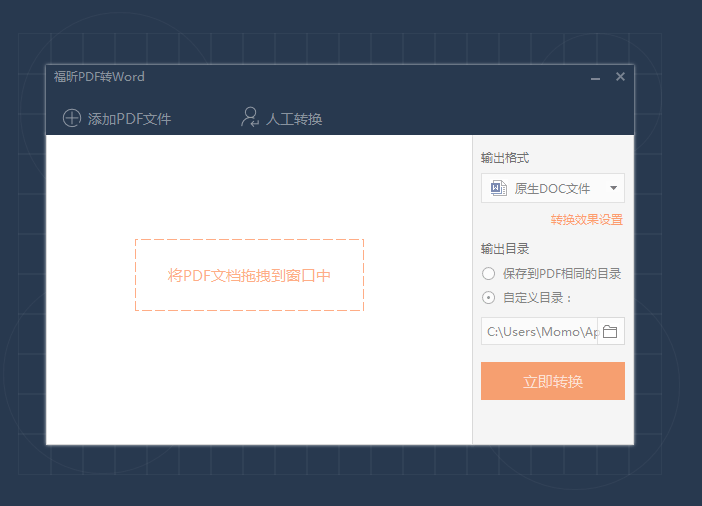 福昕PDF转Word
添加PDF文件
人工转换
将PDF文档拖拽到窗口中
输出格式
原生DOC文件
转换效果设置
输出目录
保存到PDF相同的目录
自定义目录：
C:\Users\Momo\Ap
立即转换